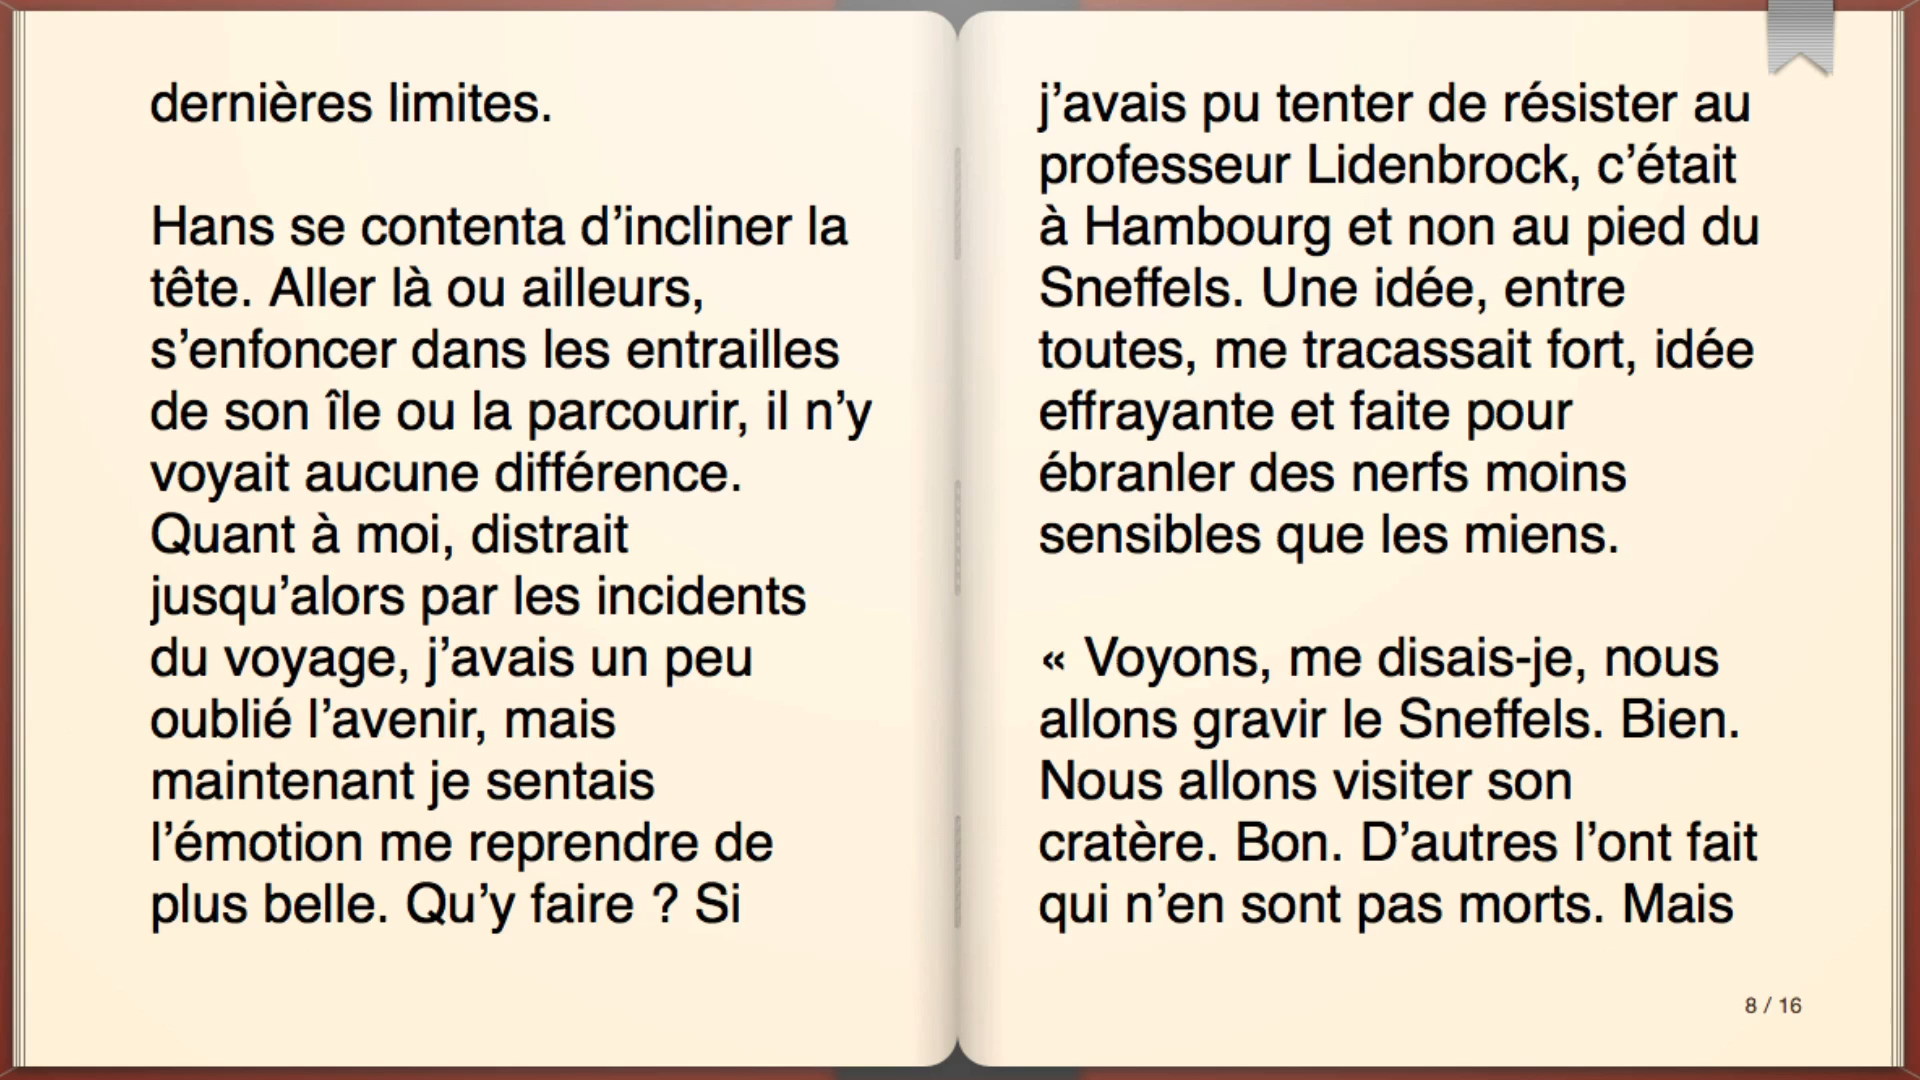 dernières limites.
Hans se contenta d’incliner la
tête. Aller là ou ailleurs,
s’enfoncer dans les entrailles
de son île ou la parcourir, il n’y
voyait aucune différence.
Quant à moi, distrait
jusqu’alors par les incidents
du voyage, j’avais un peu
oublié l’avenir, mais
maintenant je sentais
l’émotion me reprendre de
plus belle. Qu’y faire ? Si
j’avais pu tenter de résister au
professeur Lidenbrock, c’était
à Hambourg et non au pied du
Sneffels. Une idée, entre
toutes, me tracassait fort, idée
effrayante et faite pour
ébranler des nerfs moins
sensibles que les miens.
« Voyons, me disais-je, nous
allons gravir le Sneffels. Bien.
Nous allons visiter son
cratère. Bon. D’autres l’ont fait
qui n’en sont pas morts. Mais
8 / 16